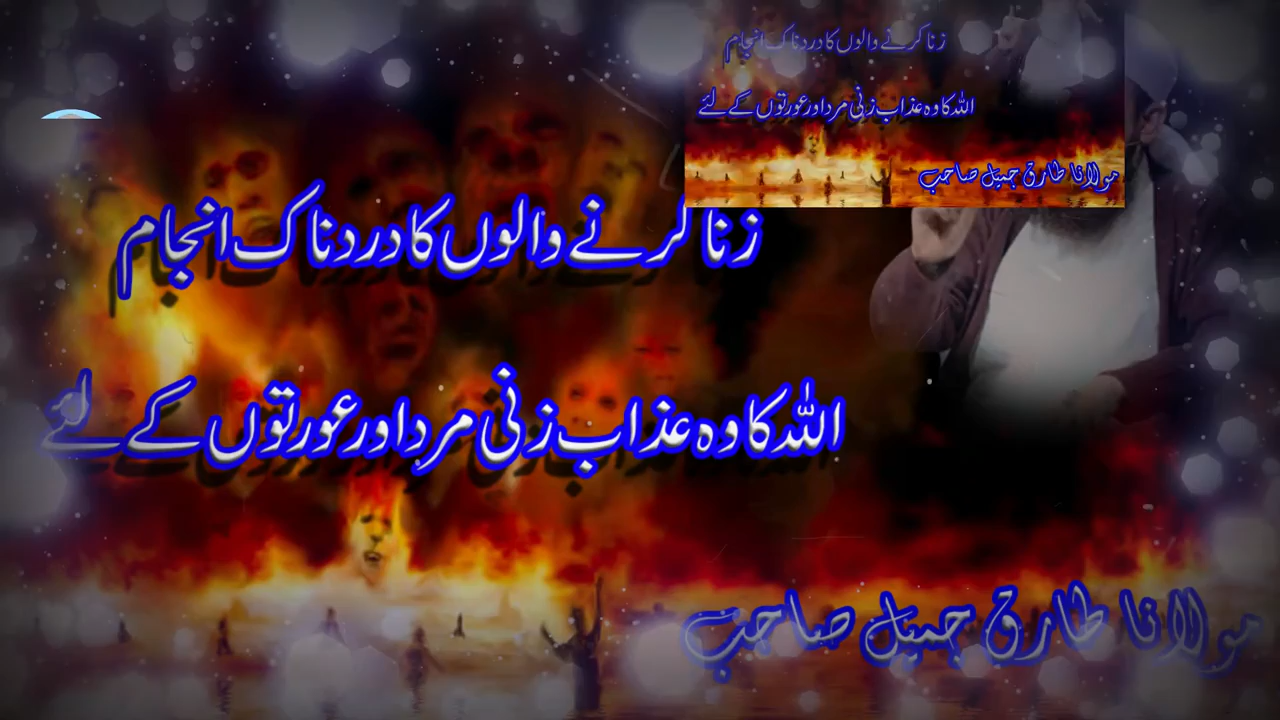 زنا کرنے والوں کا دردناک انجام
اللہ کا وہ عذاب زنی مرد اور عورتوں کے لئے
مولانا طارق جمیل صاحب
زنا کرنے والوں کا دردناک انجام
اللہ کا وہ عذاب زنی مرد اور عورتوں کے لئے
مولانا طارق جمیل صاحب